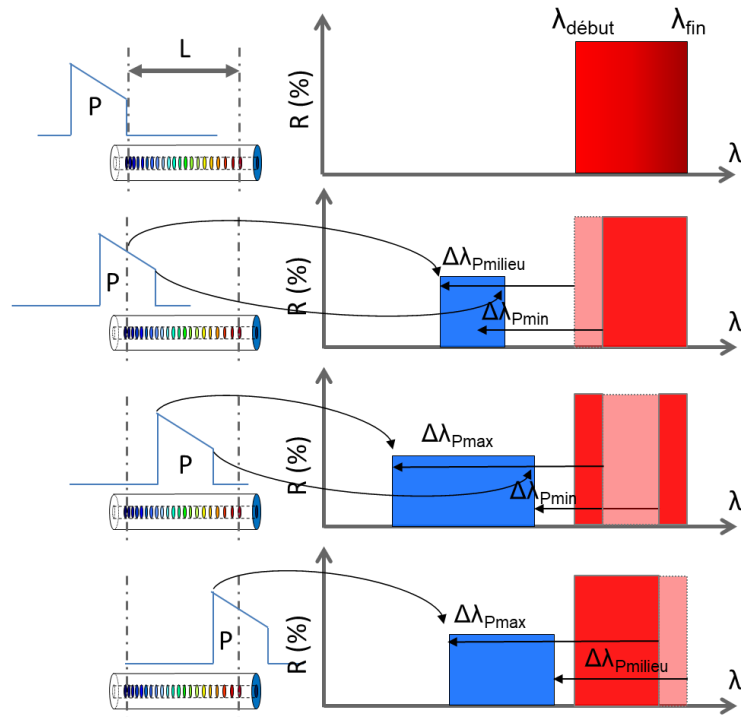 L
P
R (%)
λdébut
λfin
λ
P
R (%)
ΔλPmilieu
ΔλPmin
λ
P
R (%)
ΔλPmax
ΔλPmin
λ
P
R (%)
ΔλPmax
ΔλPmilieu
λ